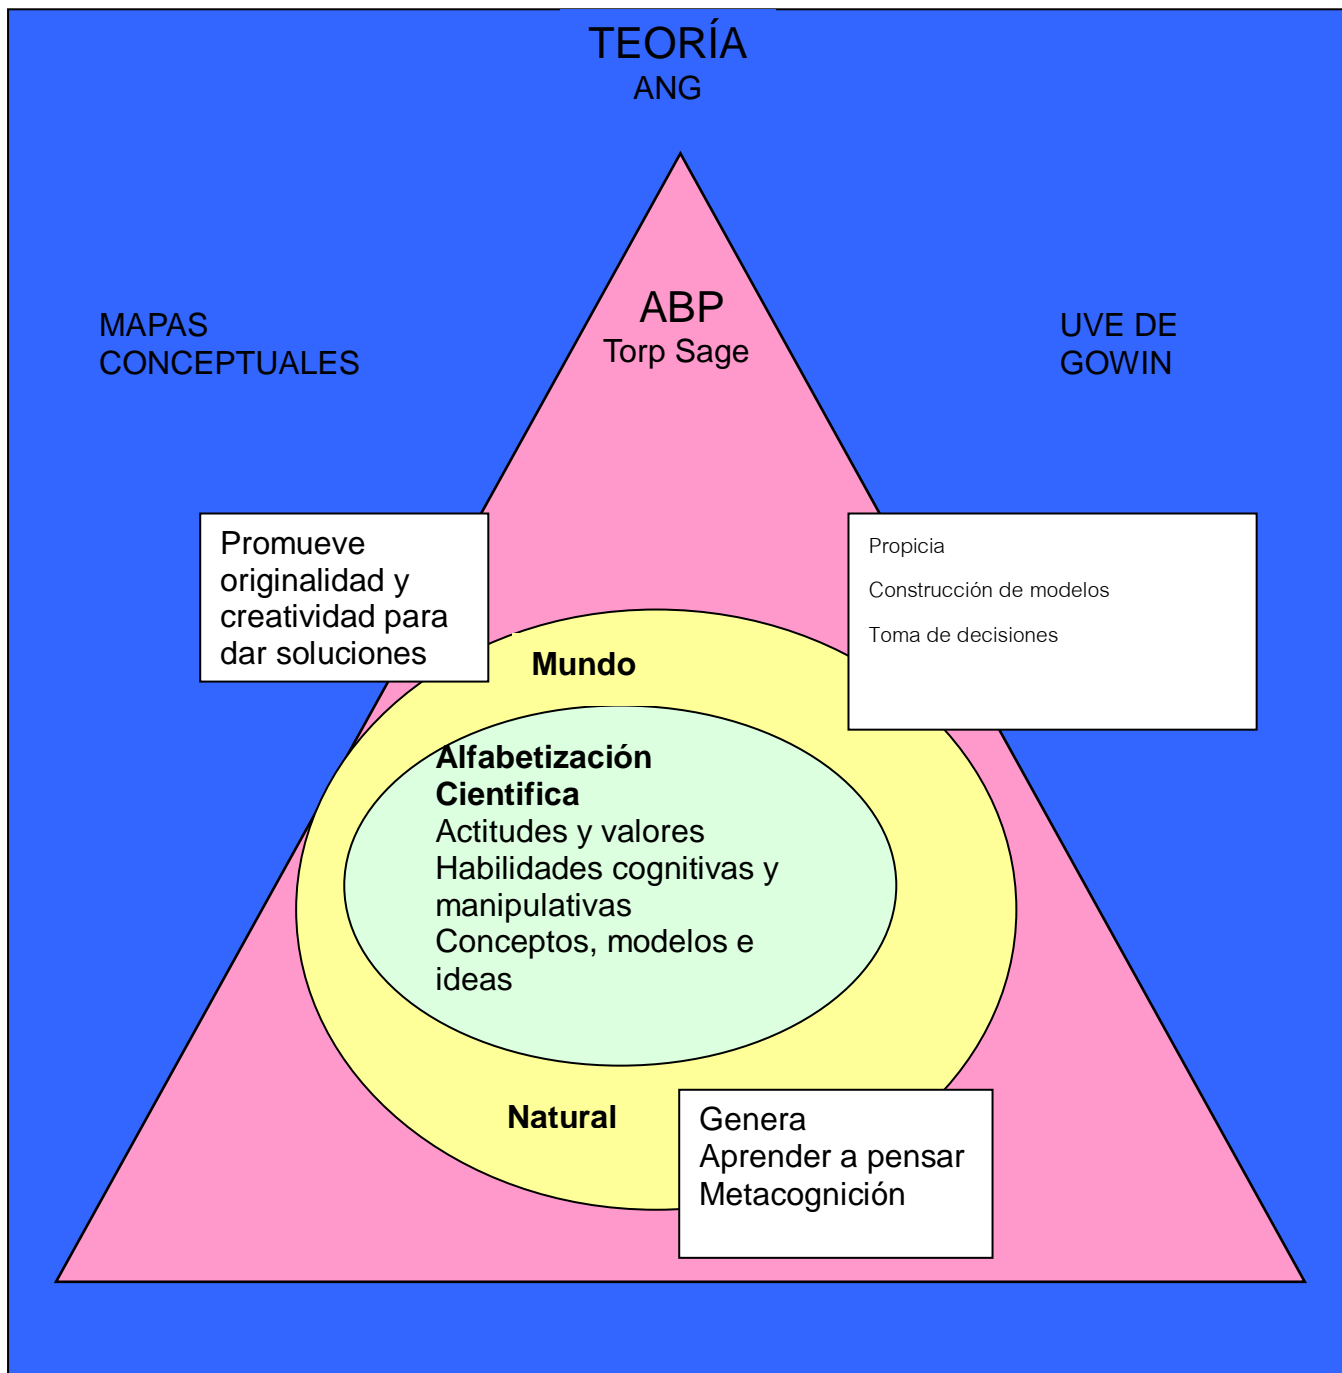 TEORÍA
ANG
MAPAS
CONCEPTUALES
ABP
Torp Sage
UVE DE
GOWIN
Promueve
originalidad y
creatividad para
dar soluciones
Propicia
Construcción de modelos
Toma de decisiones
Mundo
Alfabetización
Cientifica
Actitudes y valores
Habilidades cognitivas y
manipulativas
Conceptos, modelos e
ideas
Natural
Genera
Aprender a pensar
Metacognición